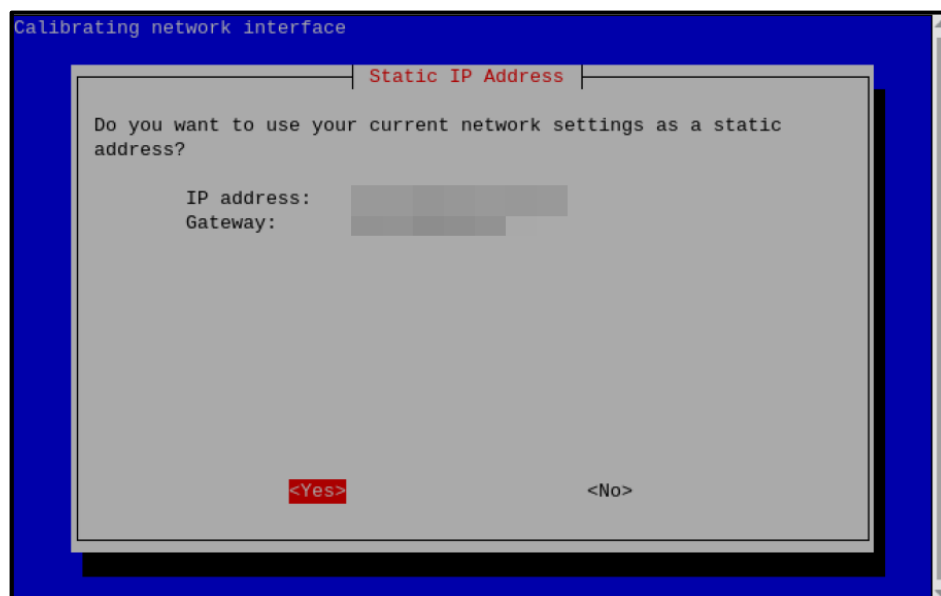 Calibrating network interface
Static IP Address
Do you want to use your current network settings as a static
address?
IP address:
Gateway:
<Yes>
<No>